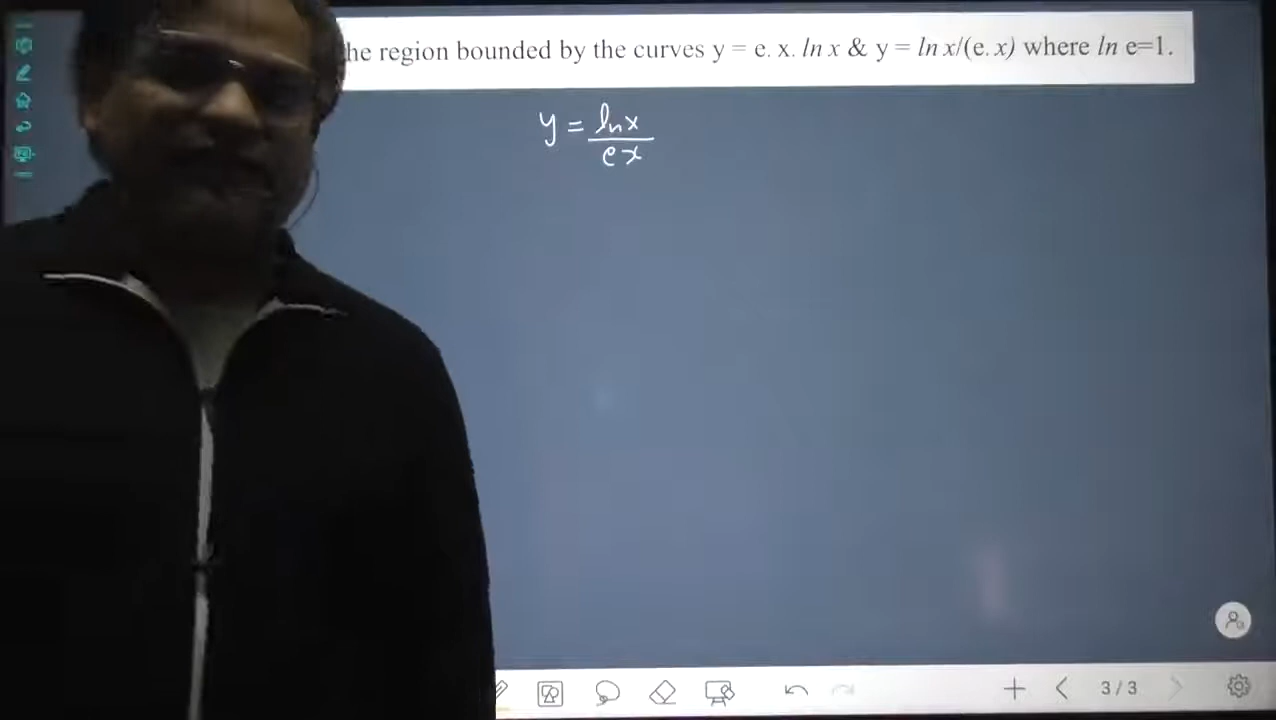 he region bounded by the curves y = e. x. ln x & y = ln x/(e. x) where ln e=1.
y = lnx / ex
3/3